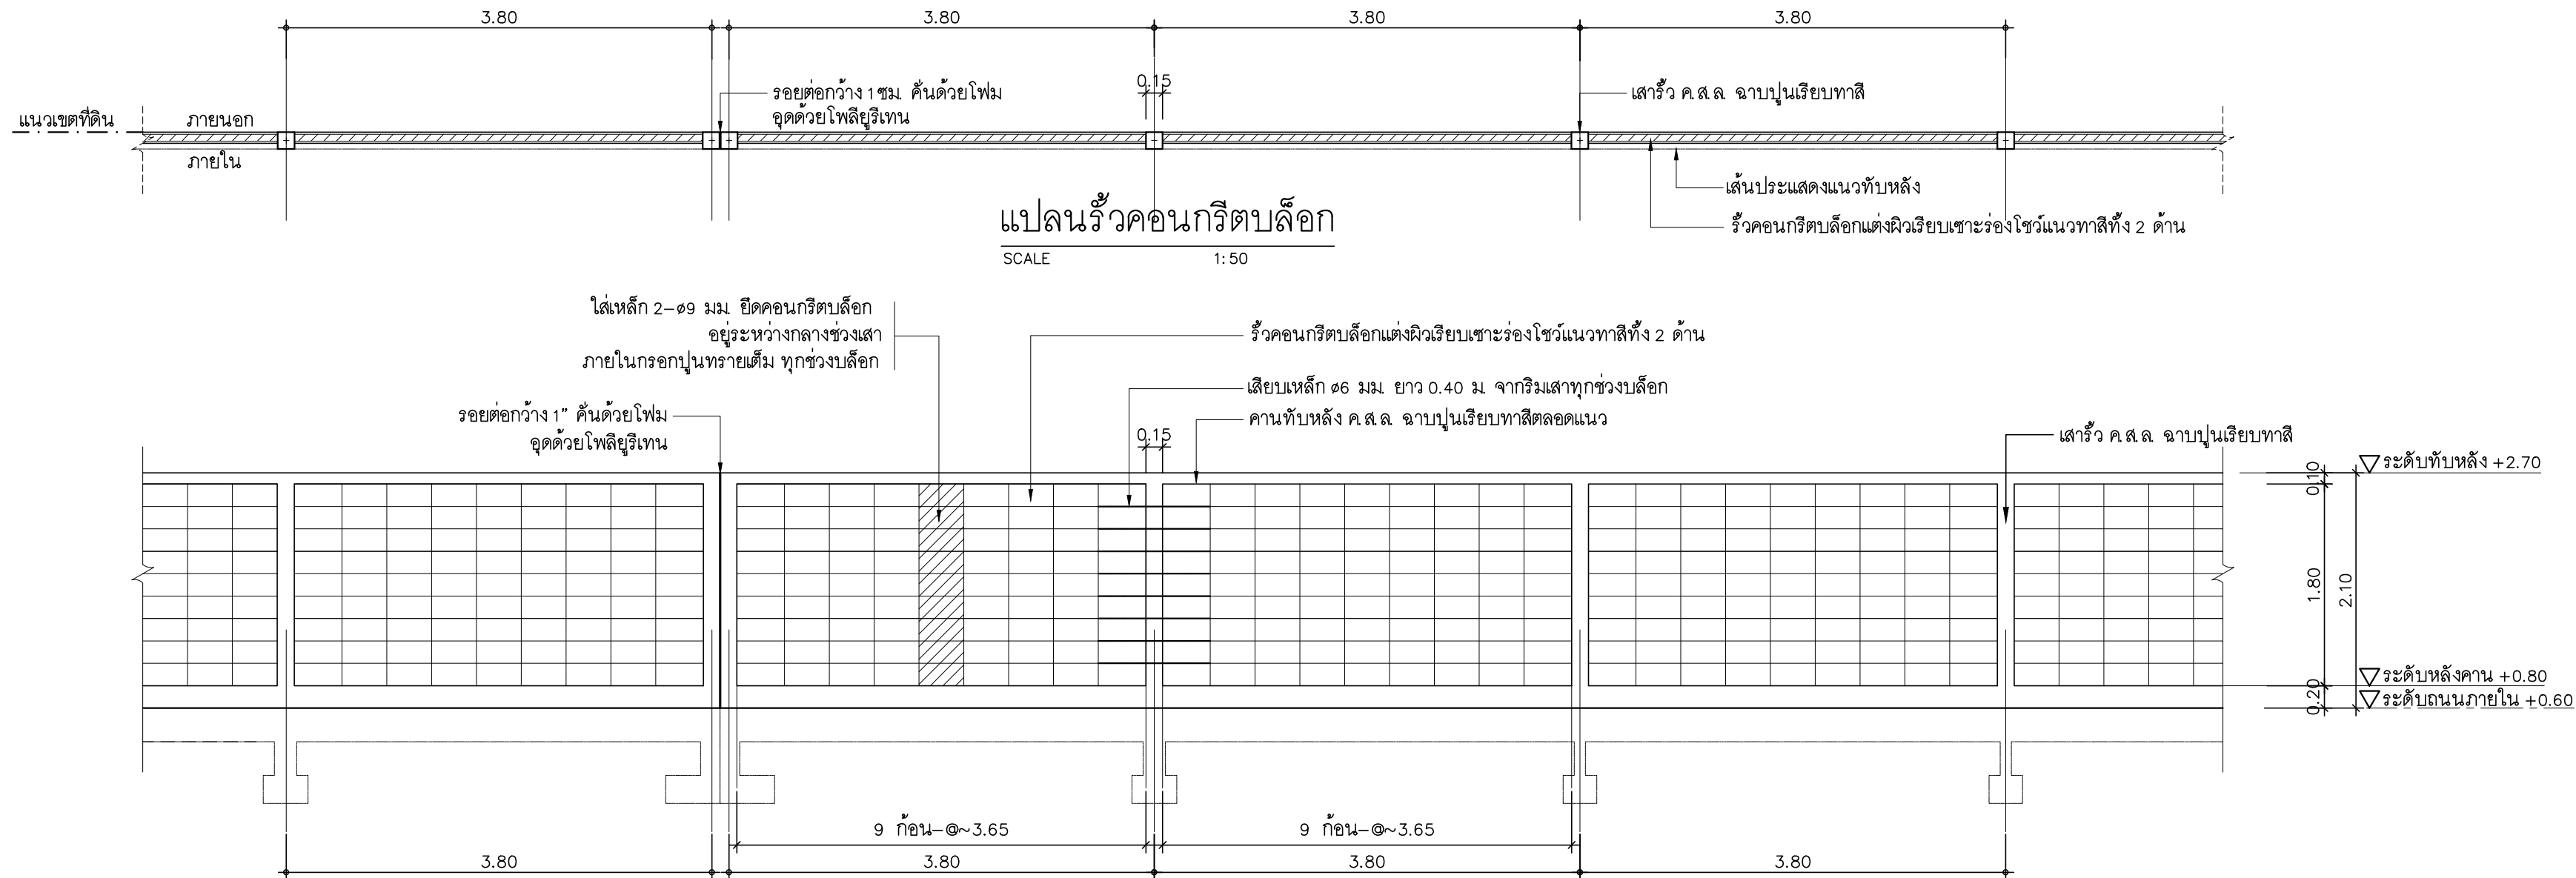 3.80
3.80
3.80
3.80
รอยต่อกว้าง 1 ซม. คั่นด้วยโฟม
อุดด้วยโพลียูรีเทน
0.15
เสารั้ว ค.ส.ล. ฉาบปูนเรียบทาสี
แนวเขตที่ดิน
ภายนอก
ภายใน
เส้นประแสดงแนวทับหลัง
รั้วคอนกรีตบล็อกแต่งผิวเรียบเซาะร่องโชว์แนวทาสีทั้ง 2 ด้าน
แปลนรั้วคอนกรีตบล็อก
SCALE 1:50
ใส่เหล็ก 2-ø9 มม. ยึดคอนกรีตบล็อก
อยู่ระหว่างกลางช่วงเสา
ภายในกรอกปูนทรายเต็ม ทุกช่วงบล็อก
รั้วคอนกรีตบล็อกแต่งผิวเรียบเซาะร่องโชว์แนวทาสีทั้ง 2 ด้าน
เสียบเหล็ก ø6 มม. ยาว 0.40 ม. จากริมเสาทุกช่วงบล็อก
คานทับหลัง ค.ส.ล. ฉาบปูนเรียบทาสีตลอดแนว
รอยต่อกว้าง 1" คั่นด้วยโฟม
อุดด้วยโพลียูรีเทน
0.15
เสารั้ว ค.ส.ล. ฉาบปูนเรียบทาสี
ระดับทับหลัง +2.70
0.10
1.80
2.10
0.20
ระดับหลังคาน +0.80
ระดับถนนภายใน +0.60
9 ก้อน-@~3.65
9 ก้อน-@~3.65
3.80
3.80
3.80
3.80